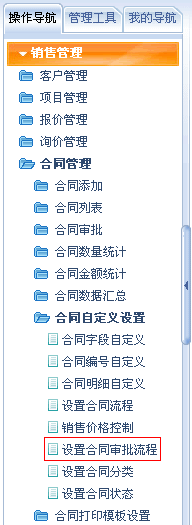 操作导航 管理工具 我的导航
销售管理
客户管理
项目管理
报价管理
询价管理
合同管理
合同添加
合同列表
合同审批
合同数量统计
合同金额统计
合同数据汇总
合同自定义设置
合同字段自定义
合同编号自定义
合同明细自定义
设置合同流程
销售价格控制
设置合同审批流程
设置合同分类
设置合同状态
合同打印模板设置